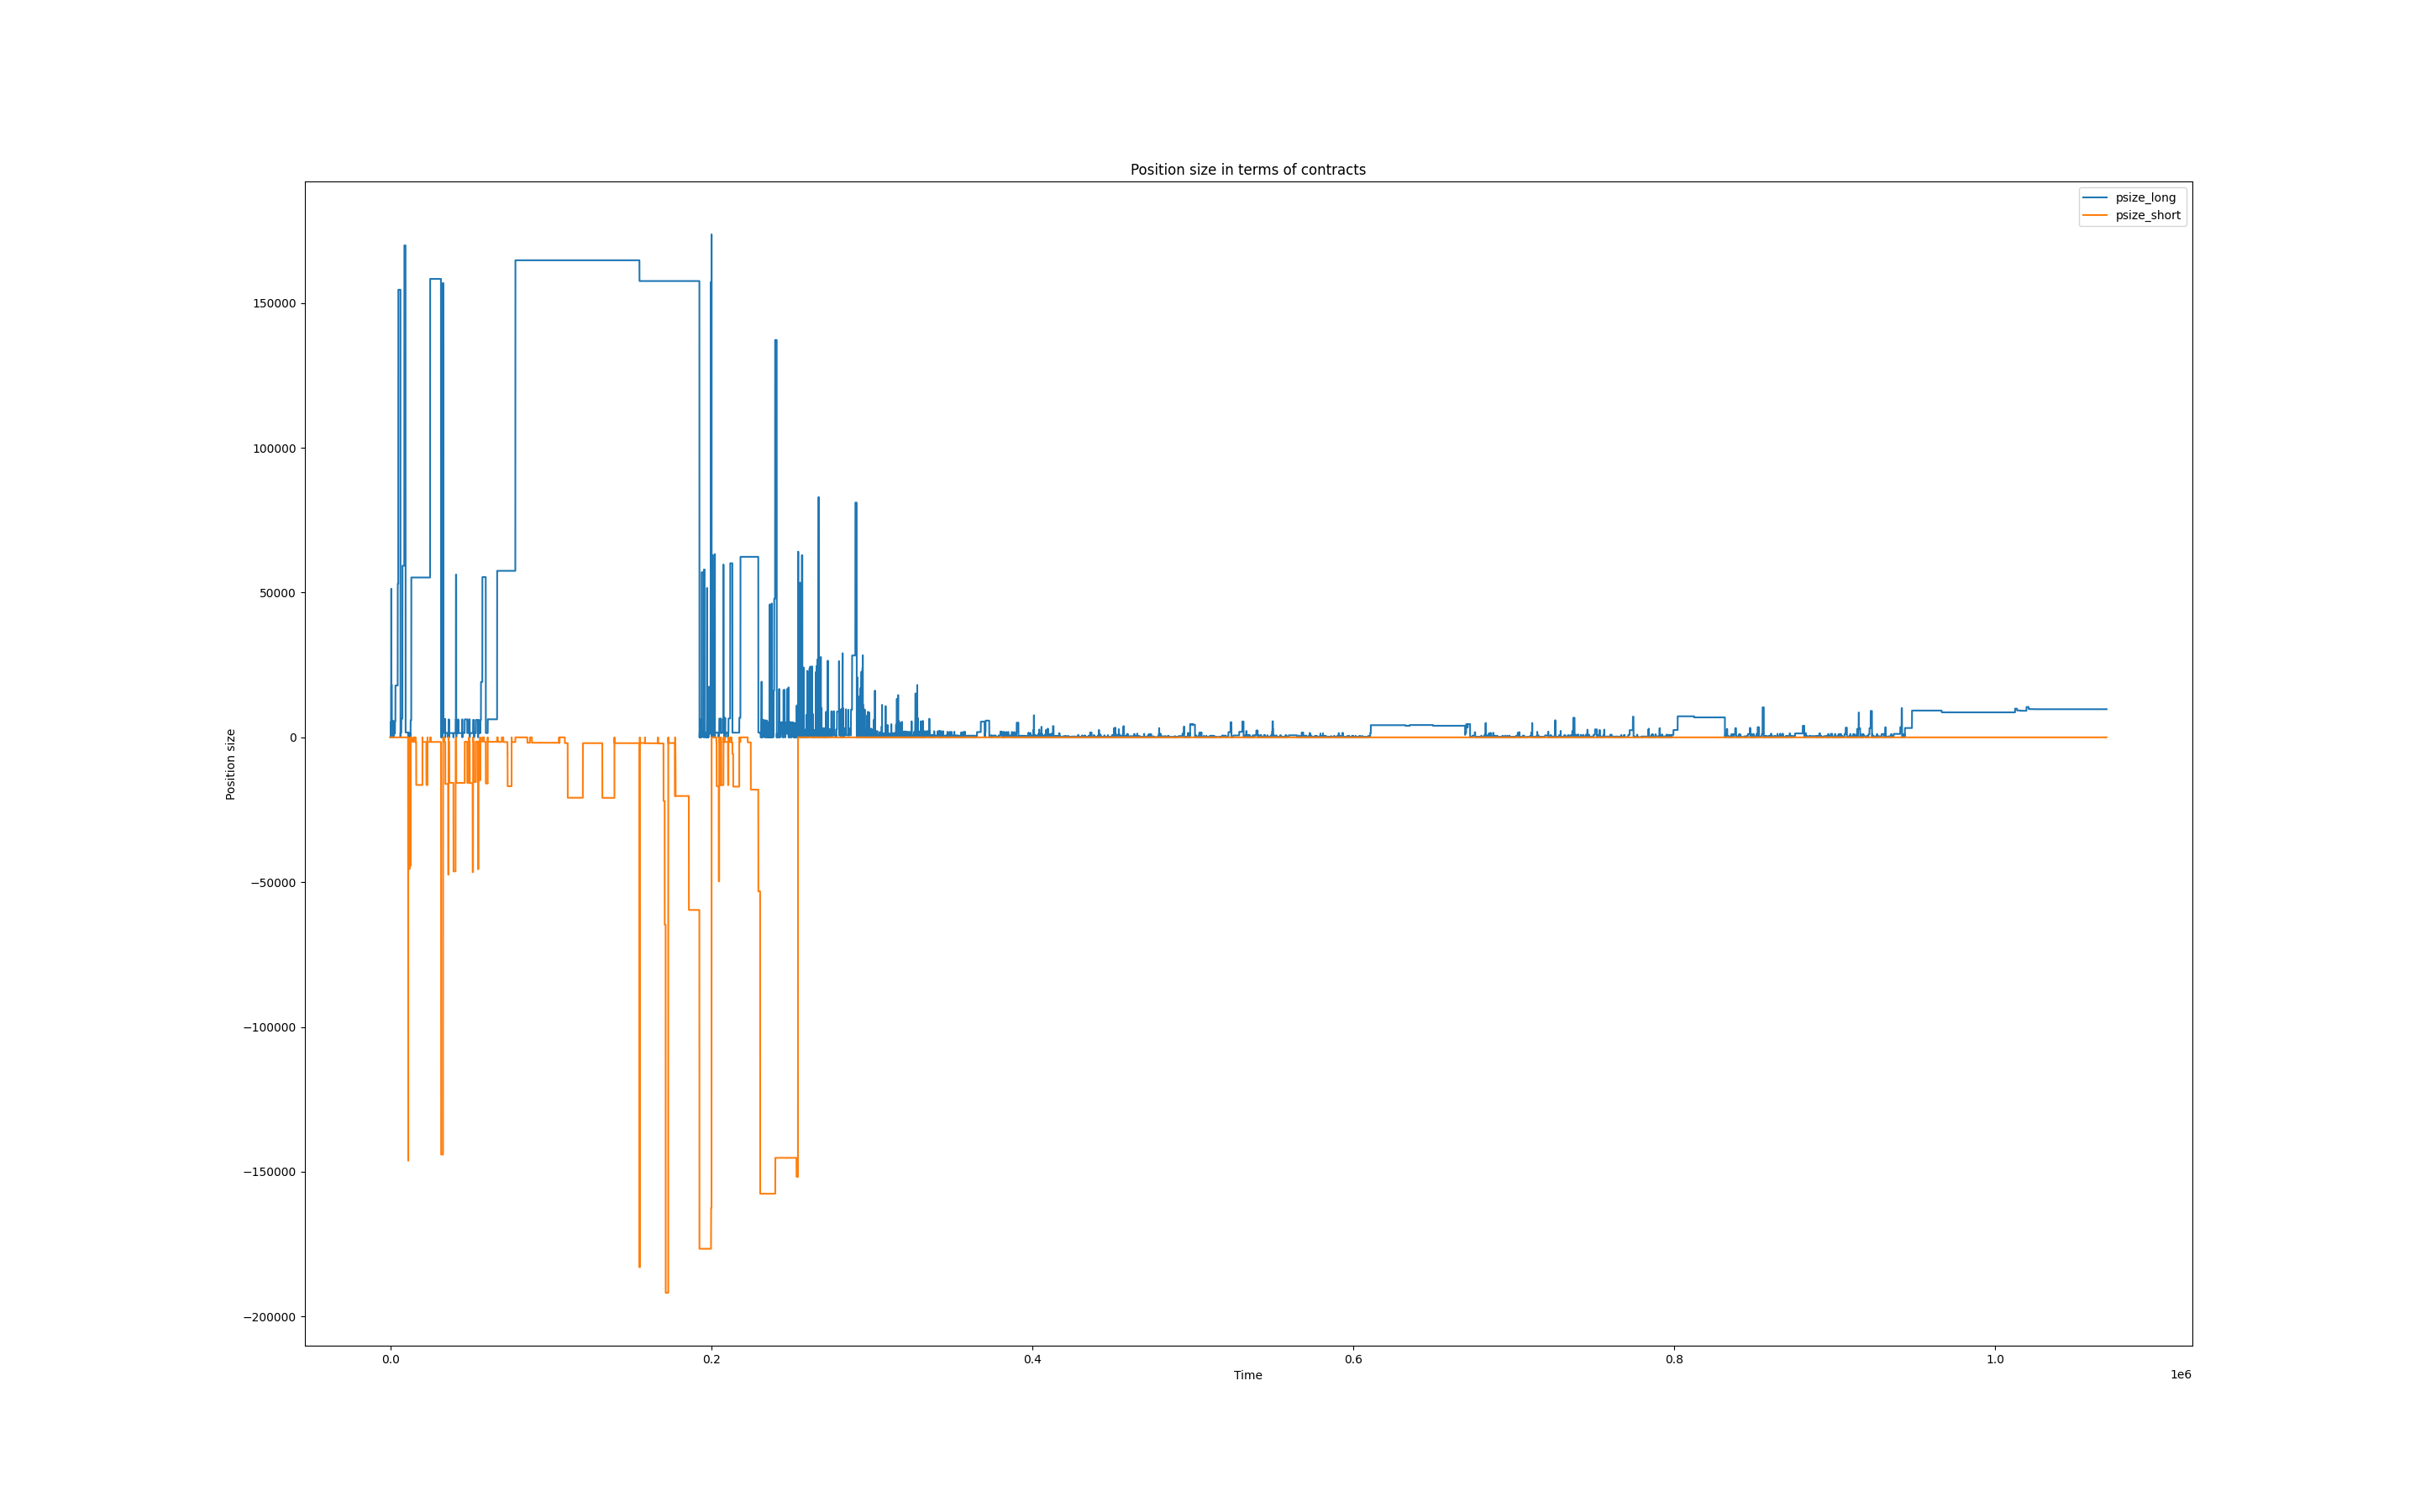 Position size in terms of contracts
psize_long
psize_short
Position size
150000
100000
50000
0
−50000
−100000
−150000
−200000
0.0 0.2 0.4 0.6 0.8 1.0
Time
1e6